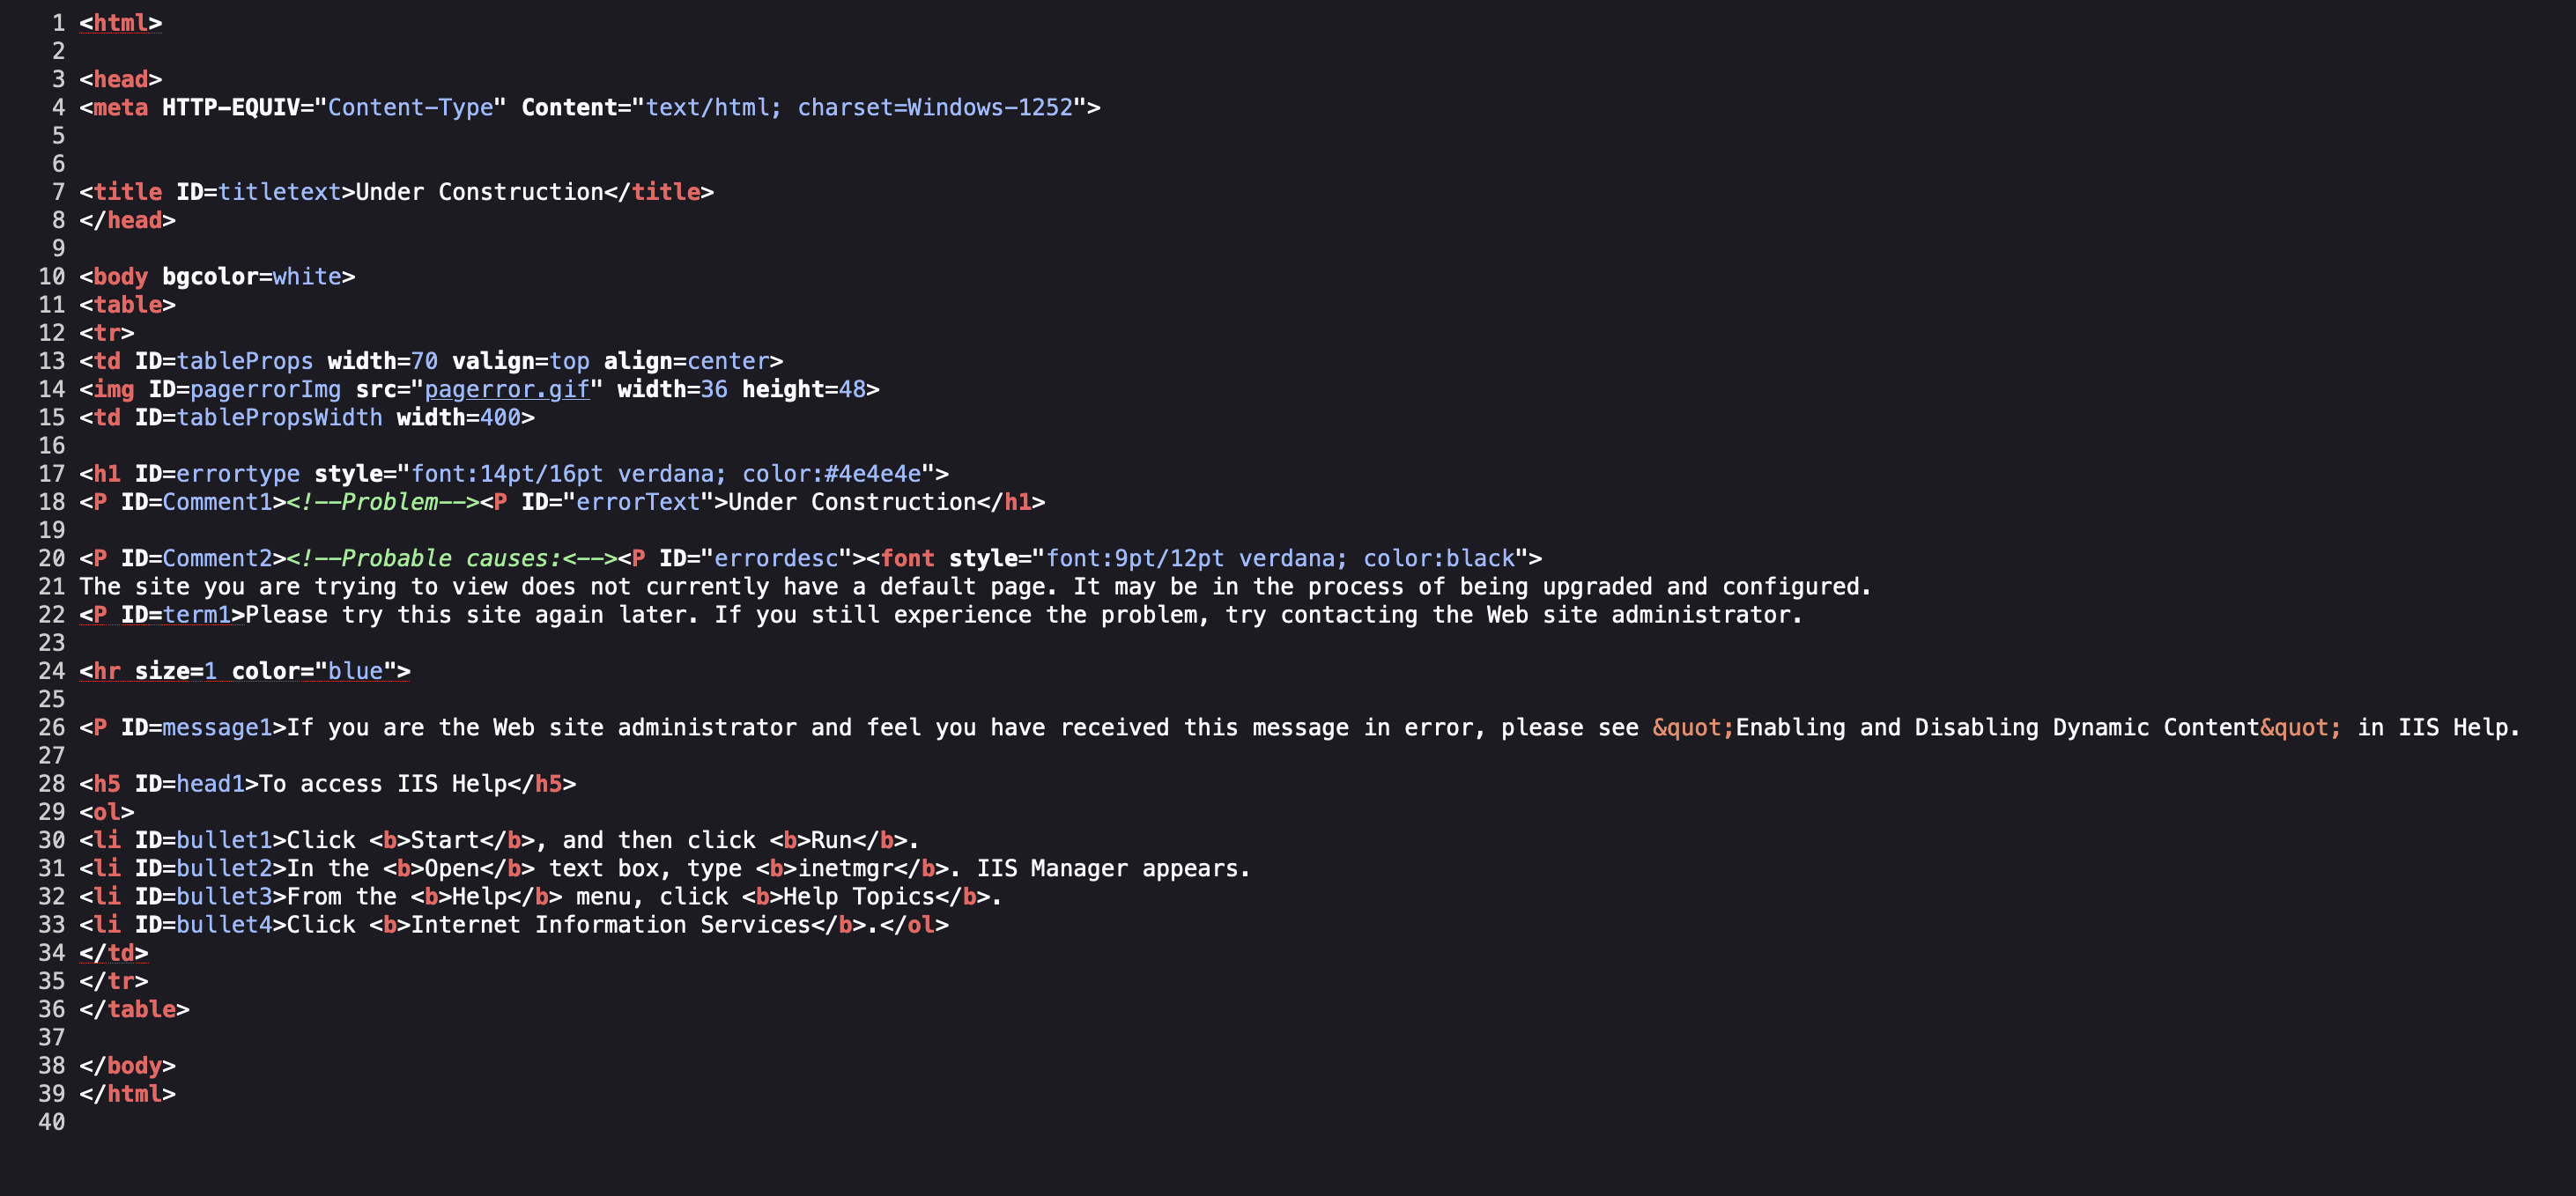 1 <html>
2
3 <head>
4 <meta HTTP-EQUIV="Content-Type" Content="text/html; charset=Windows-1252">
5
6
7 <title ID=titletext>Under Construction</title>
8 </head>
9
10 <body bgcolor=white>
11 <table>
12 <tr>
13 <td ID=tableProps width=70 valign=top align=center>
14 <img ID=pagerrorImg src="pagerror.gif" width=36 height=48>
15 <td ID=tablePropsWidth width=400>
16
17 <h1 ID=errortype style="font:14pt/16pt verdana; color:#4e4e4e">
18 <P ID=Comment1><!--Problem--><P ID="errorText">Under Construction</h1>
19
20 <P ID=Comment2><!--Probable causes:<--><P ID="errordesc"><font style="font:9pt/12pt verdana; color:black">
21 The site you are trying to view does not currently have a default page. It may be in the process of being upgraded and configured.
22 <P ID=term1>Please try this site again later. If you still experience the problem, try contacting the Web site administrator.
23
24 <hr size=1 color="blue">
25
26 <P ID=message1>If you are the Web site administrator and feel you have received this message in error, please see &quot;Enabling and Disabling Dynamic Content&quot; in IIS Help.
27
28 <h5 ID=head1>To access IIS Help</h5>
29 <ol>
30 <li ID=bullet1>Click <b>Start</b>, and then click <b>Run</b>.
31 <li ID=bullet2>In the <b>Open</b> text box, type <b>inetmgr</b>. IIS Manager appears.
32 <li ID=bullet3>From the <b>Help</b> menu, click <b>Help Topics</b>.
33 <li ID=bullet4>Click <b>Internet Information Services</b>.</ol>
34 </td>
35 </tr>
36 </table>
37
38 </body>
39 </html>
40